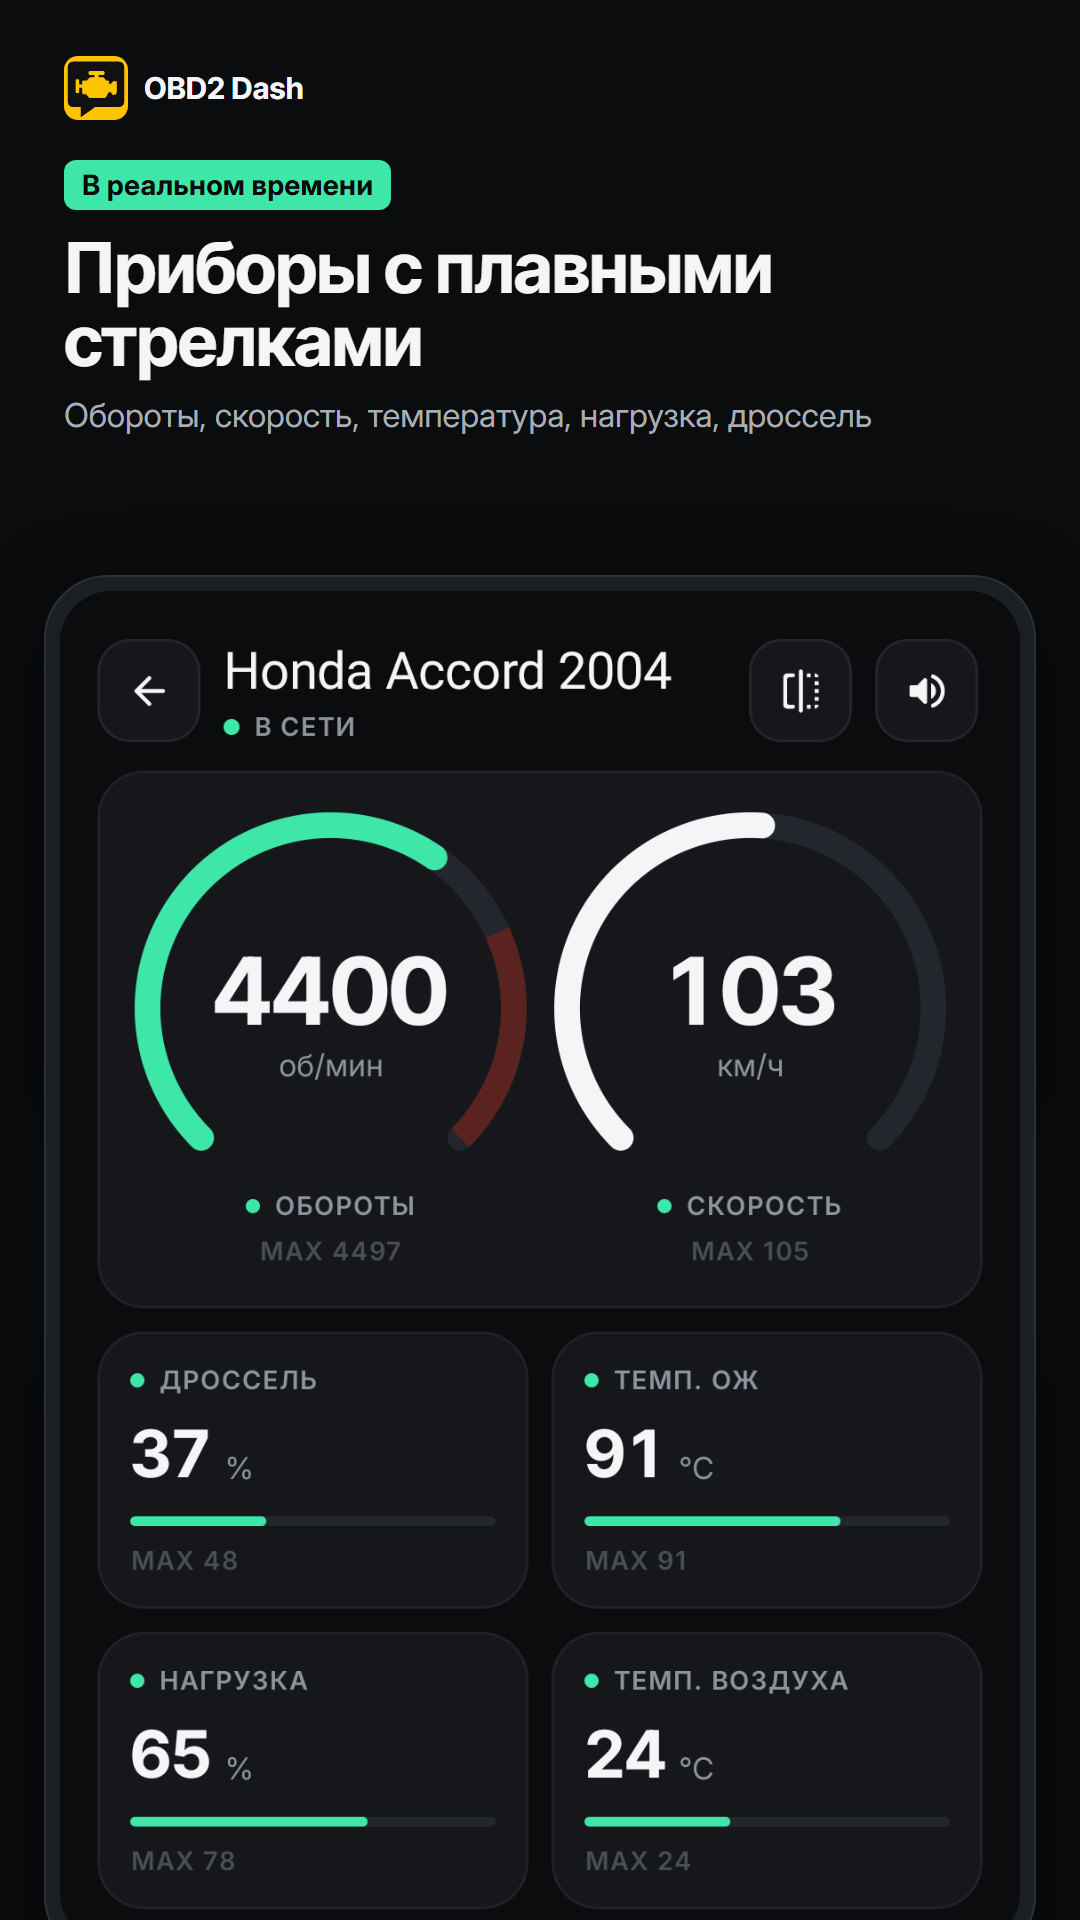 OBD2 Dash
В реальном времени
Приборы с плавными
стрелками
Обороты, скорость, температура, нагрузка, дроссель
Honda Accord 2004
В СЕТИ
4400
об/мин
ОБОРОТЫ
MAX 4497
103
км/ч
СКОРОСТЬ
MAX 105
ДРОССЕЛЬ
37 %
MAX 48
ТЕМП. ОЖ
91 °C
MAX 91
НАГРУЗКА
65 %
MAX 78
ТЕМП. ВОЗДУХА
24 °C
MAX 24